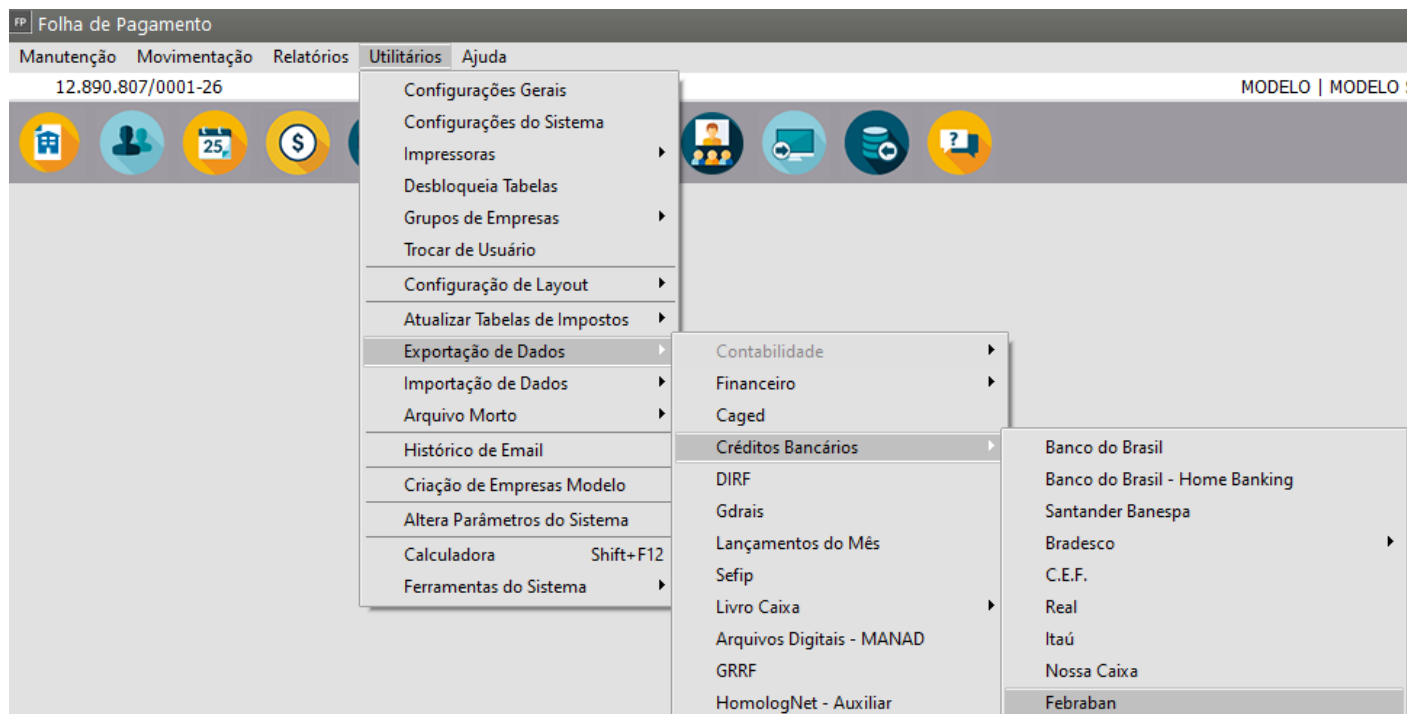 FP Folha de Pagamento
Manutenção Movimentação Relatórios Utilitários Ajuda
12.890.807/0001-26 MODELO | MODELO
25
$
?
Configurações Gerais
Configurações do Sistema
Impressoras
Desbloqueia Tabelas
Grupos de Empresas
Trocar de Usuário
Configuração de Layout
Atualizar Tabelas de Impostos
Exportação de Dados
Importação de Dados
Arquivo Morto
Histórico de Email
Criação de Empresas Modelo
Altera Parâmetros do Sistema
Calculadora Shift+F12
Ferramentas do Sistema
Contabilidade
Financeiro
Caged
Créditos Bancários
DIRF
Gdrais
Lançamentos do Mês
Sefip
Livro Caixa
Arquivos Digitais - MANAD
GRRF
HomologNet - Auxiliar
Banco do Brasil
Banco do Brasil - Home Banking
Santander Banespa
Bradesco
C.E.F.
Real
Itaú
Nossa Caixa
Febraban